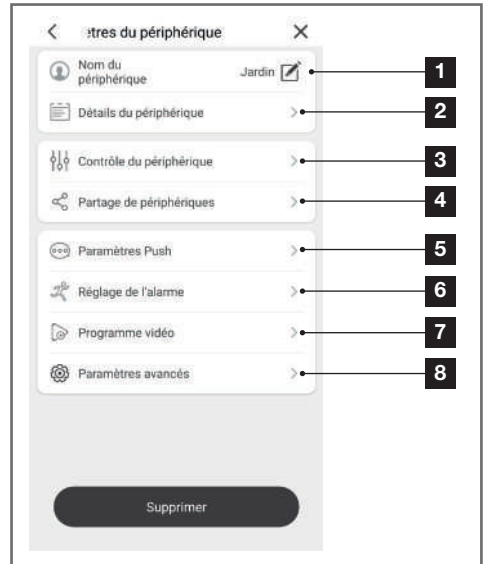 :tres du périphérique
Nom du
périphérique
Jardin
1
Détails du périphérique
2
Contrôle du périphérique
3
Partage de périphériques
4
Paramètres Push
5
Réglage de l'alarme
6
Programme vidéo
7
Paramètres avancés
8
Supprimer